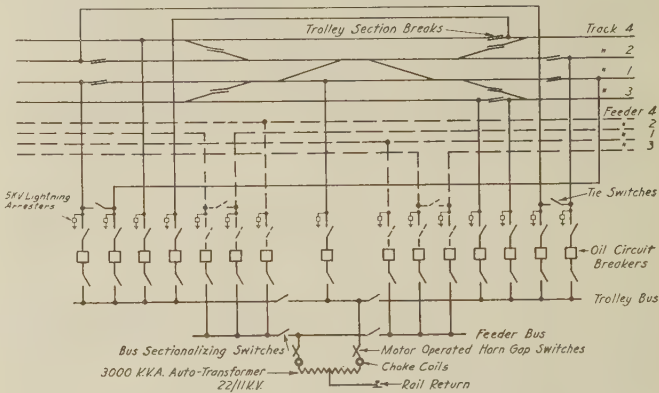 Trolley Section Breaks
Track 4
" 2
" 1
" 3
Feeder 4
" 2
" 1
" 3
5KV Lightning
Arresters
Tie Switches
Oil Circuit
Breakers
Trolley Bus
Feeder Bus
Bus Sectionalizing Switches
Motor Operated Horn Gap Switches
3000 K.V.A. Auto-Transformer
22/11 K.V.
Choke Coils
Rail Return